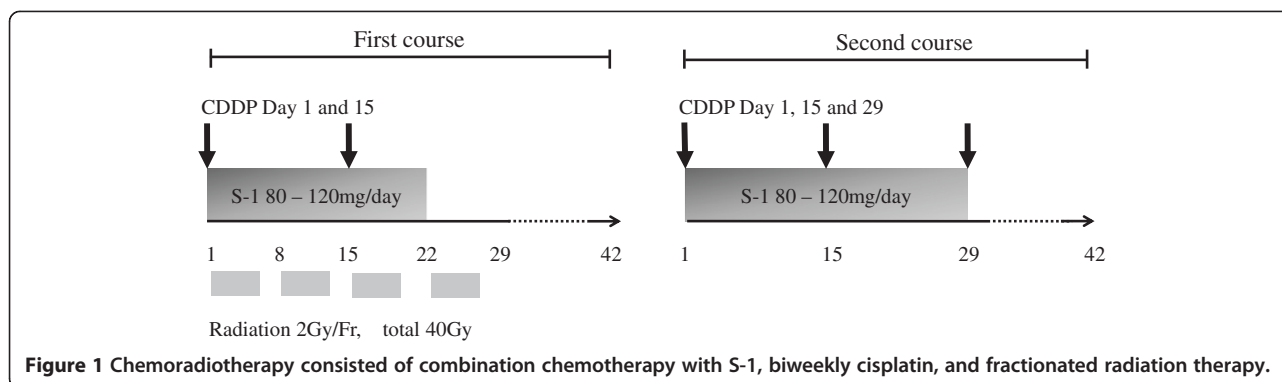 First course
Second course
CDDP Day 1 and 15
CDDP Day 1, 15 and 29
S-1 80 – 120mg/day
S-1 80 – 120mg/day
1 8 15 22 29 42
1 15 29 42
Radiation 2Gy/Fr, total 40Gy
Figure 1 Chemoradiotherapy consisted of combination chemotherapy with S-1, biweekly cisplatin, and fractionated radiation therapy.